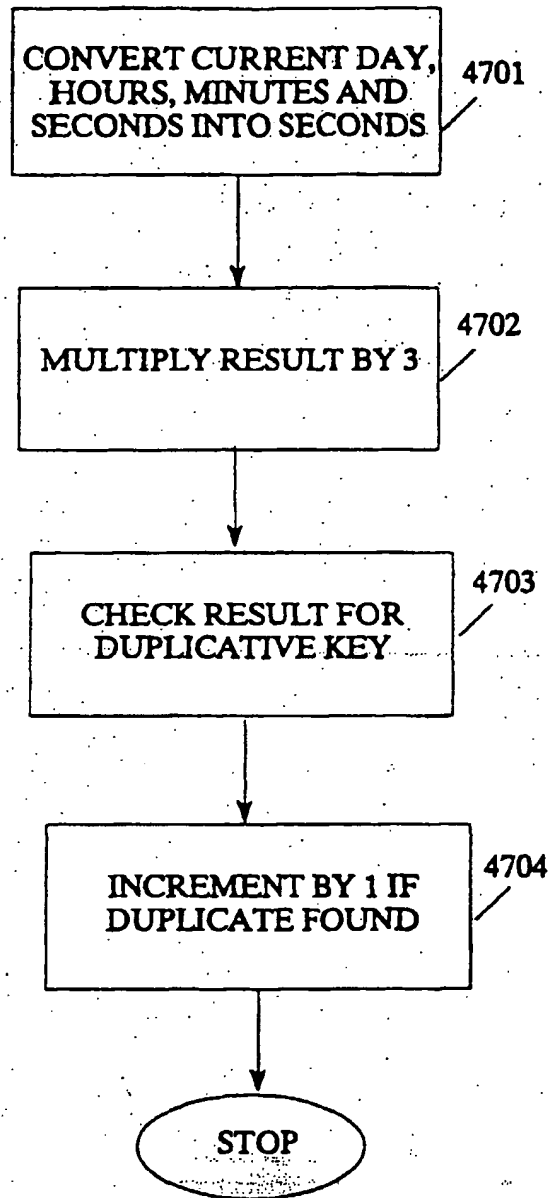 CONVERT CURRENT DAY,
HOURS, MINUTES AND
SECONDS INTO SECONDS
4701
MULTIPLY RESULT BY 3
4702
CHECK RESULT FOR
DUPLICATIVE KEY
4703
INCREMENT BY 1 IF
DUPLICATE FOUND
4704
STOP